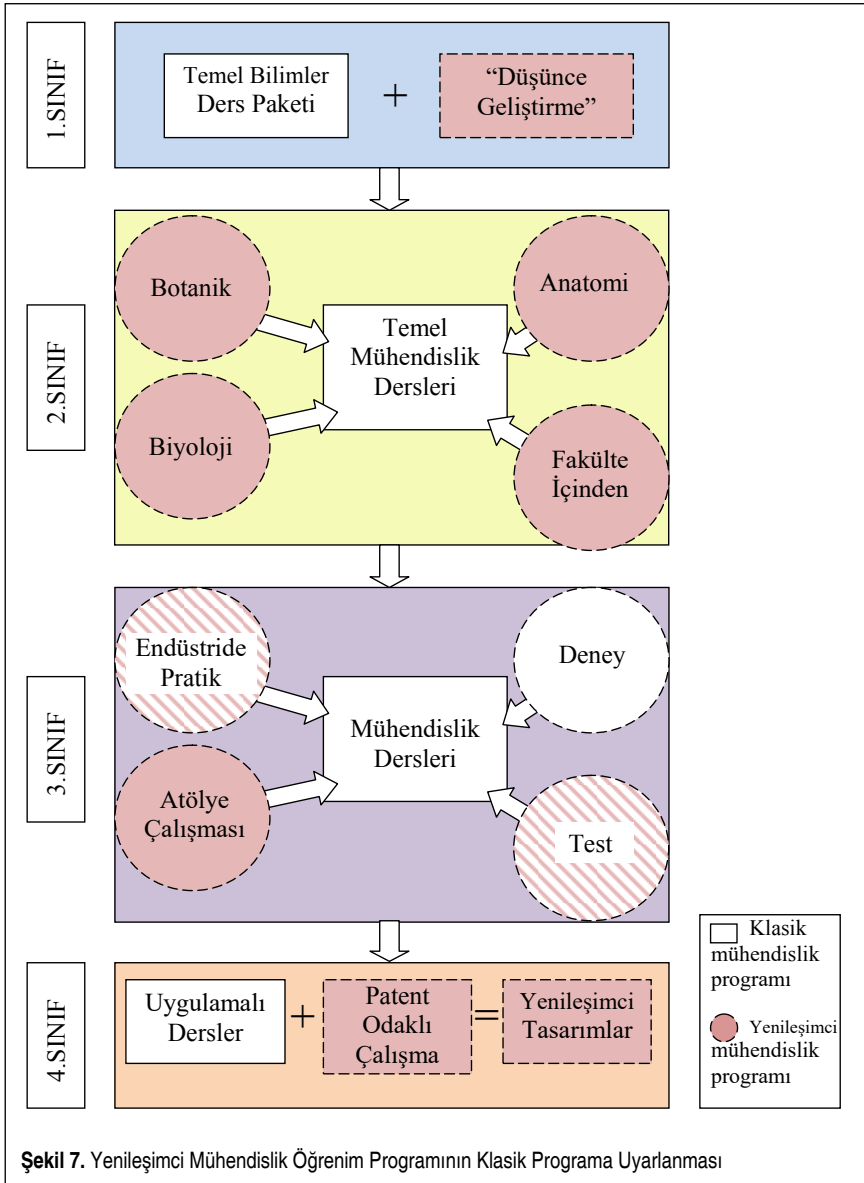 1.SINIF
Temel Bilimler
Ders Paketi
+
“Düşünce
Geliştirme”
2.SINIF
Botanik
Anatomi
Temel
Mühendislik
Dersleri
Biyoloji
Fakülte
İçinden
3.SINIF
Endüstride
Pratik
Deney
Mühendislik
Dersleri
Atölye
Çalışması
Test
4.SINIF
Uygulamalı
Dersler
+
Patent
Odaklı
Çalışma
=
Yenileşimci
Tasarımlar
Klasik
mühendislik
programı
Yenileşimci
mühendislik
programı
Şekil 7. Yenileşimci Mühendislik Öğrenim Programının Klasik Programa Uyarlanması